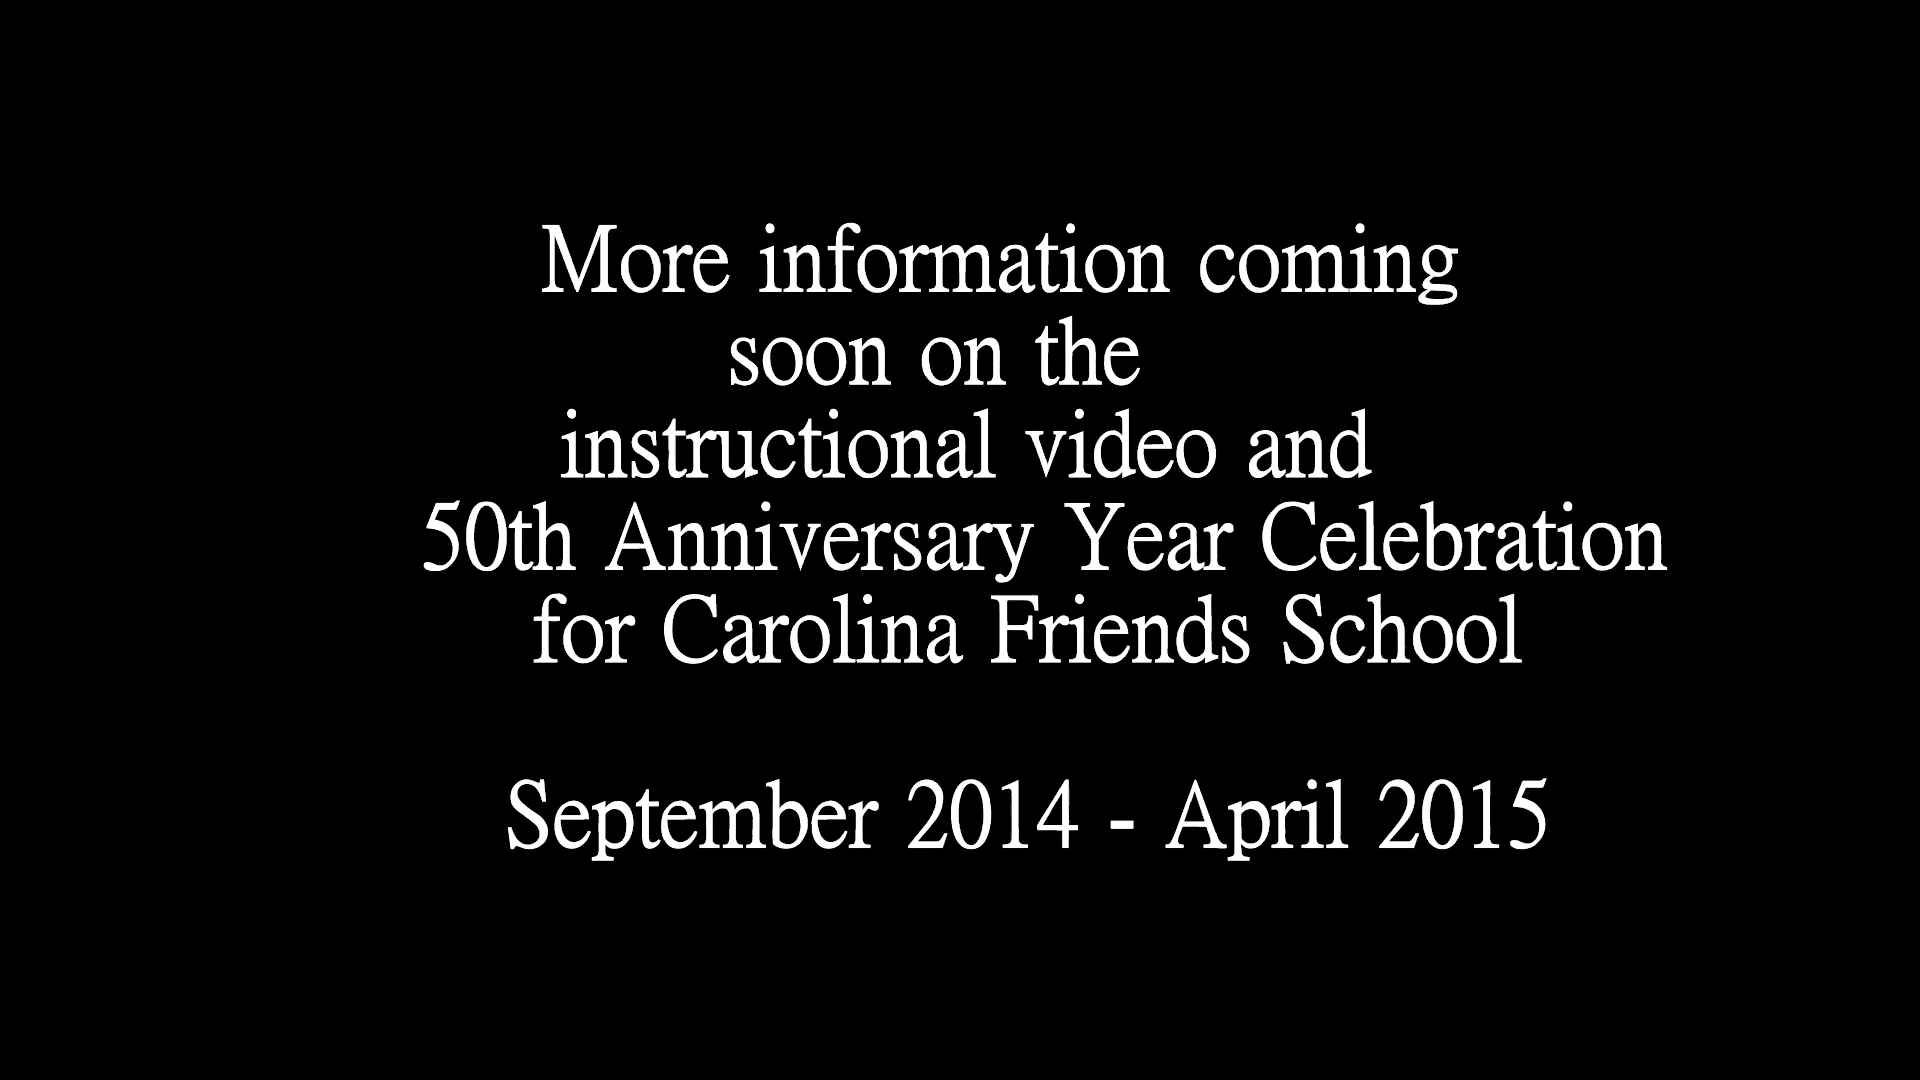 More information coming
soon on the
instructional video and
50th Anniversary Year Celebration
for Carolina Friends School
September 2014 - April 2015